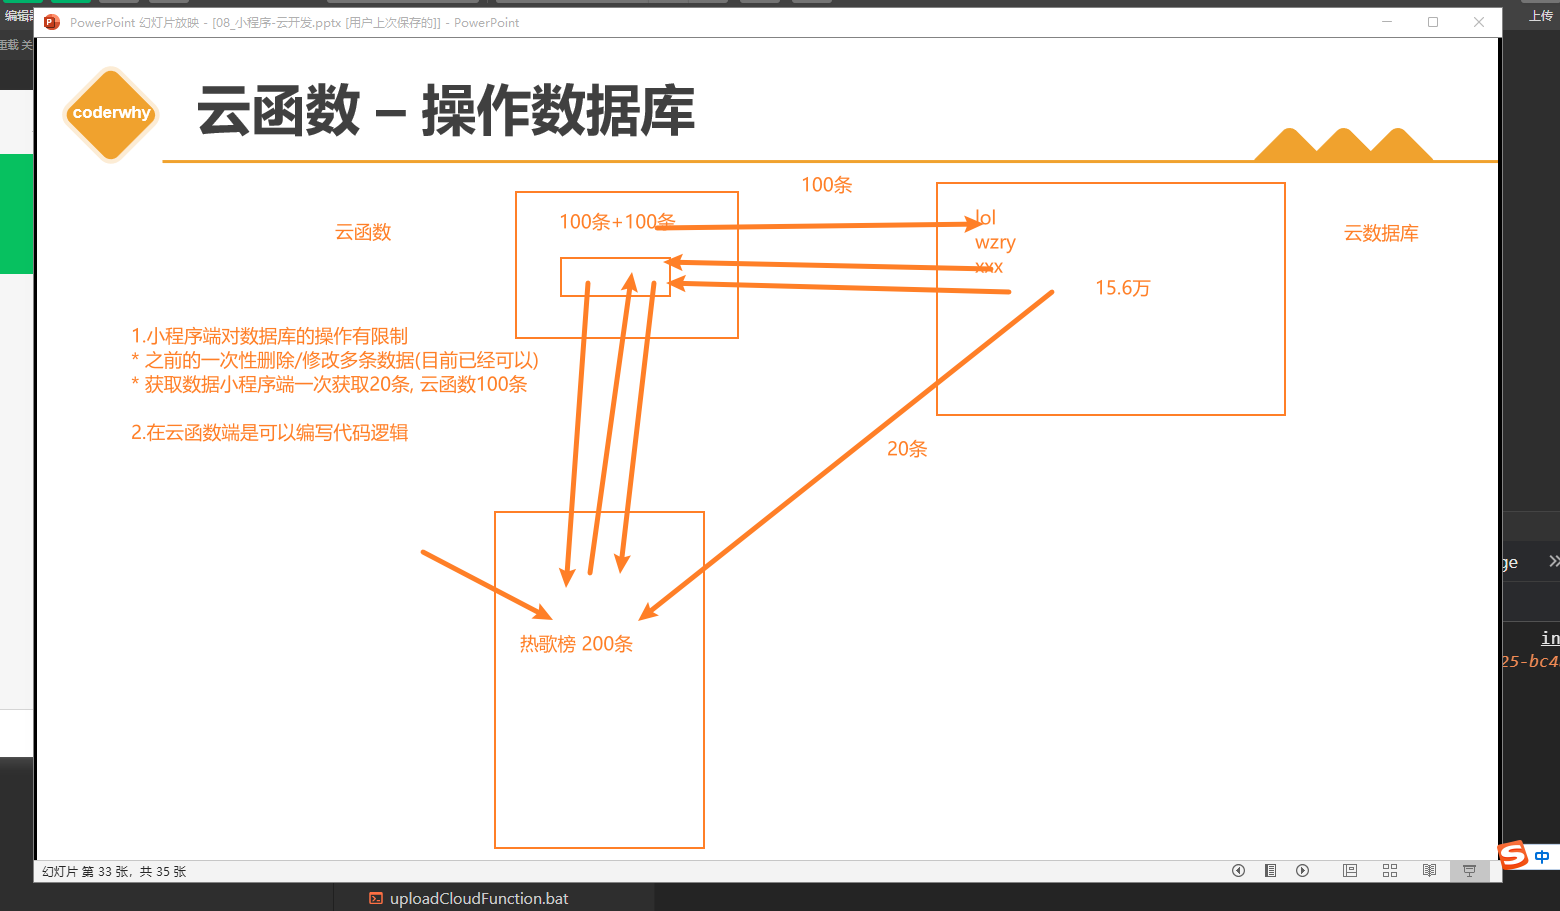 编辑
上传
重载 关
PowerPoint 幻灯片放映 - [08_小程序-云开发.pptx [用户上次保存的]] - PowerPoint
coderwhy
云函数 – 操作数据库
100条
云函数
100条+100条
lol
wzry
xxx
云数据库
15.6万
1.小程序端对数据库的操作有限制
* 之前的一次性删除/修改多条数据(目前已经可以)
* 获取数据小程序端一次获取20条, 云函数100条
2.在云函数端是可以编写代码逻辑
20条
热歌榜 200条
ge
in
25-bc4
中
幻灯片 第 33 张，共 35 张
uploadCloudFunction.bat